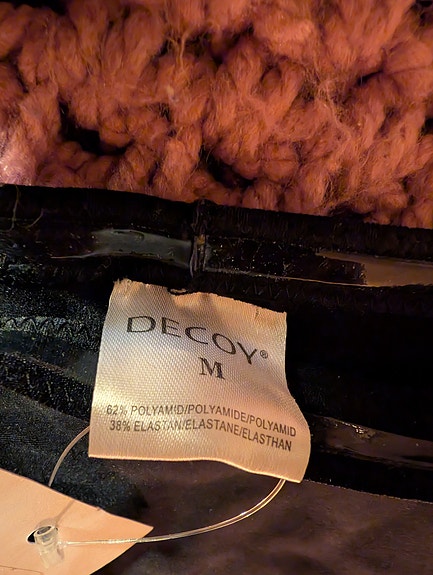 DECOY®
M
62% POLYAMID/POLYAMIDE/POLYAMID
38% ELASTAN/ELASTANE/ELASTHAN